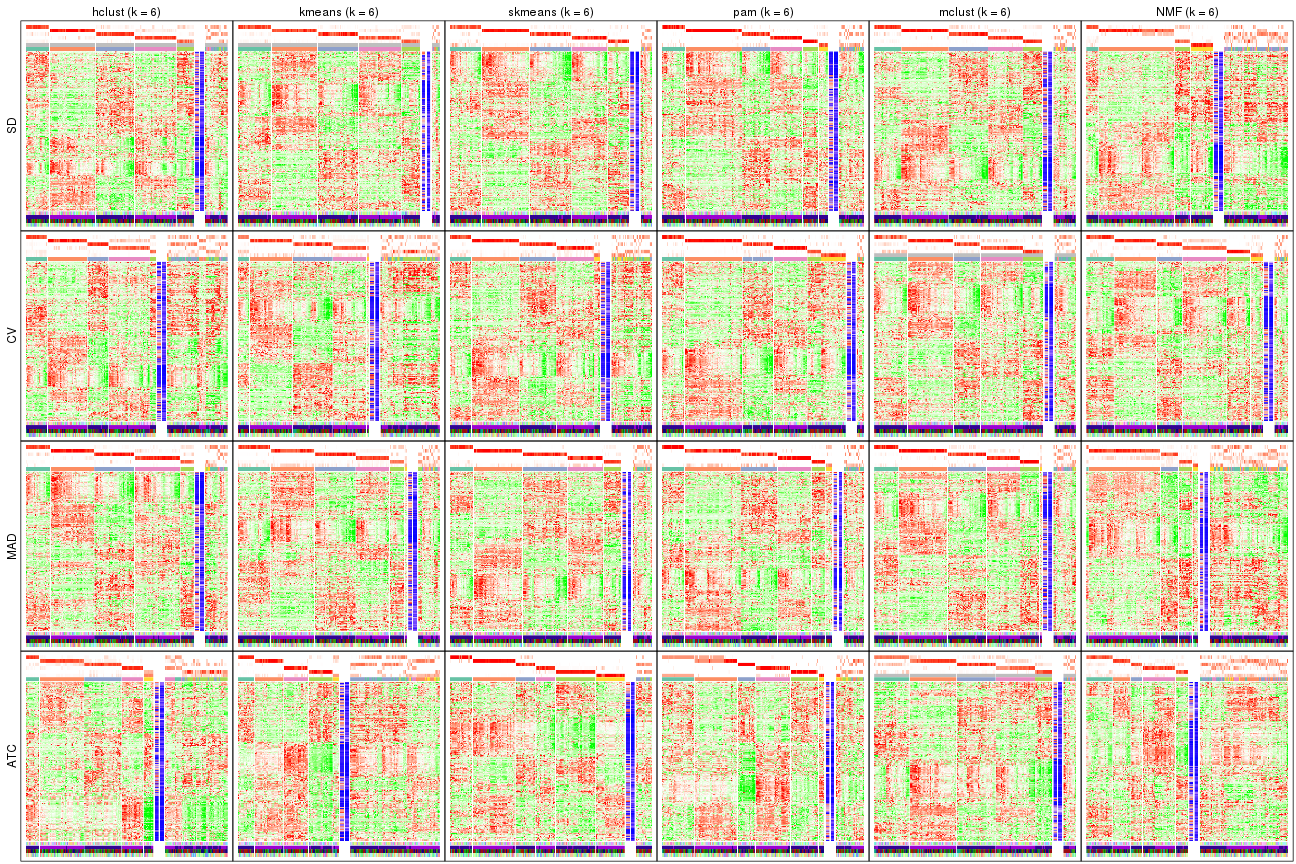 hclust (k = 6) kmeans (k = 6) skmeans (k = 6) pam (k = 6) mclust (k = 6) NMF (k = 6)
SD
CV
MAD
ATC